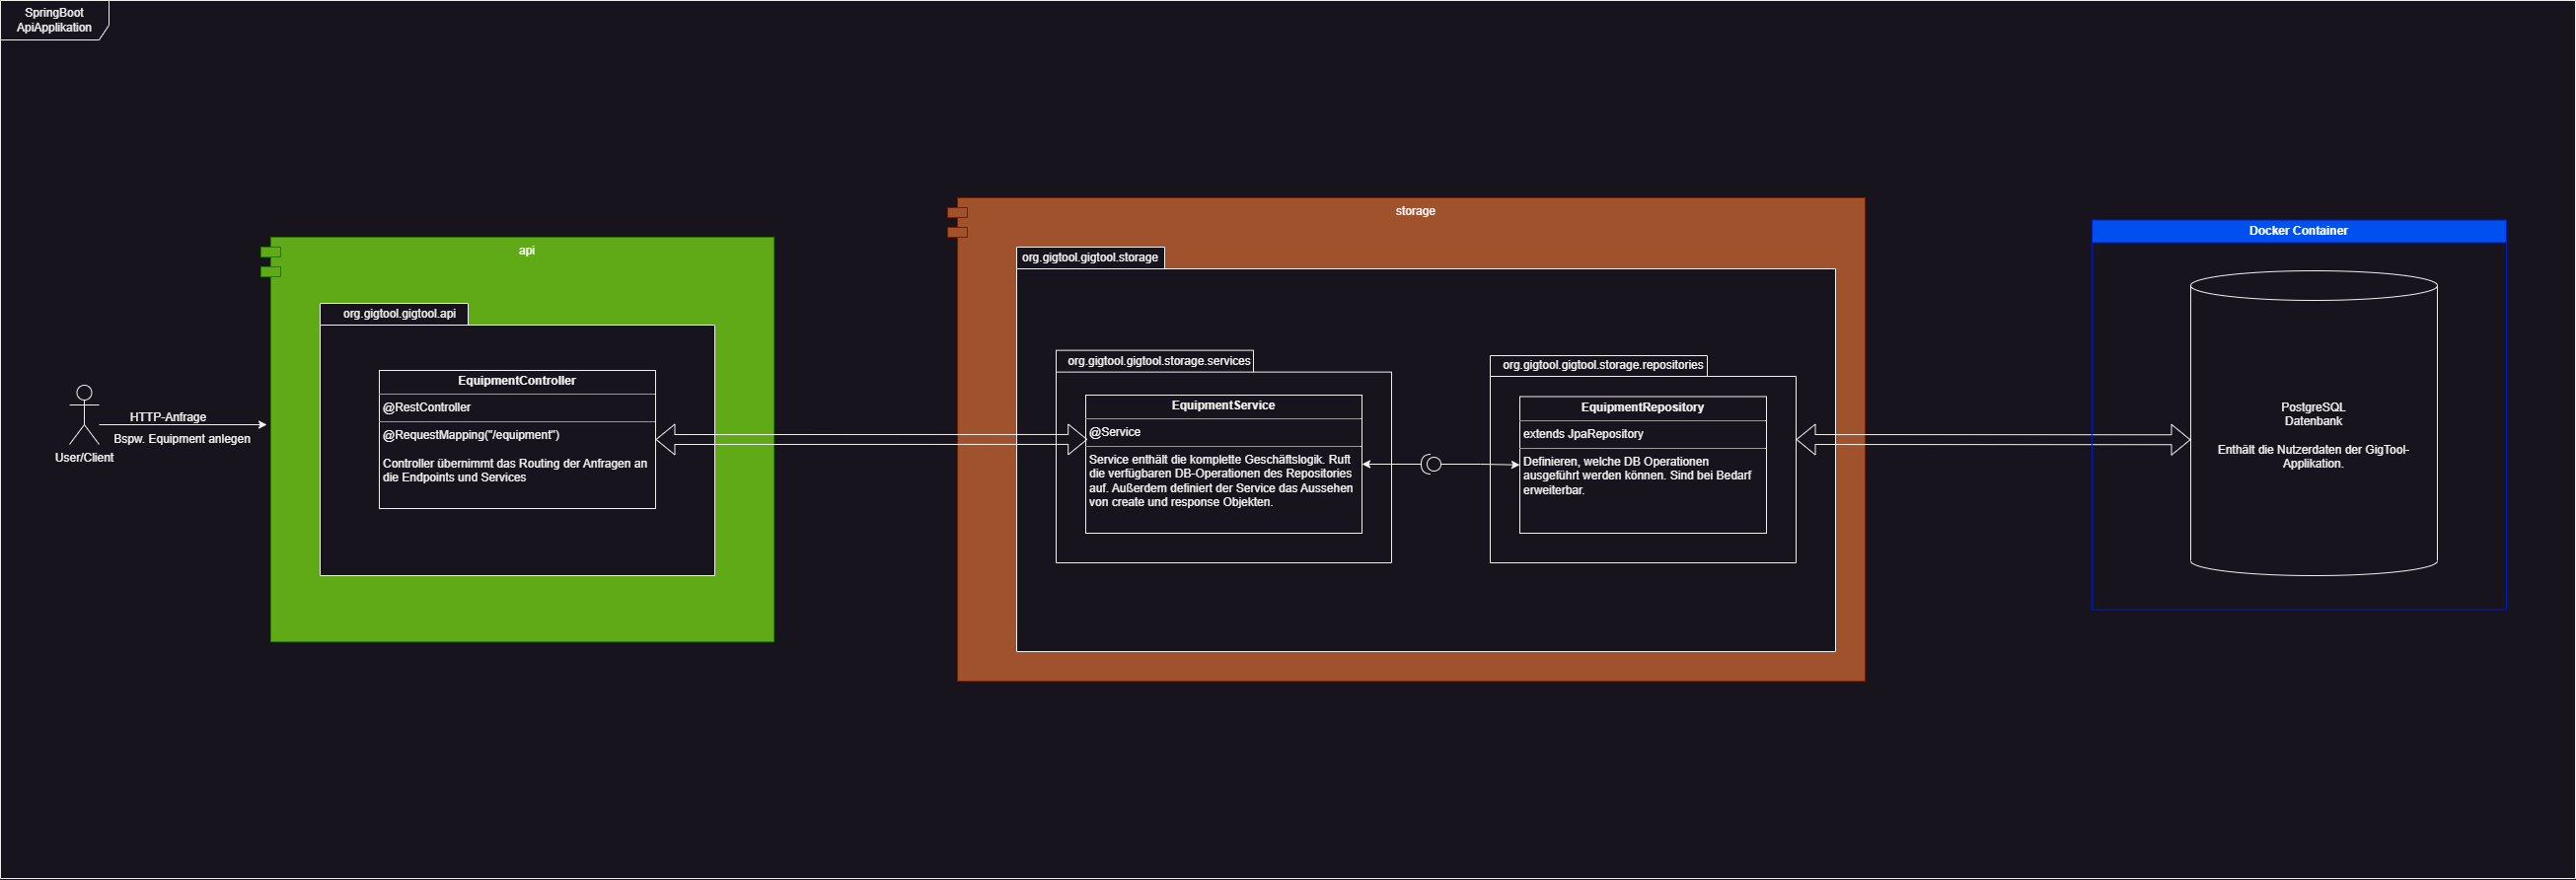 SpringBoot
ApiApplikation
User/Client
HTTP-Anfrage
Bspw. Equipment anlegen
api
org.gigtool.gigtool.api
EquipmentController
@RestController
@RequestMapping("/equipment")
Controller übernimmt das Routing der Anfragen an
die Endpoints und Services
storage
org.gigtool.gigtool.storage
org.gigtool.gigtool.storage.services
EquipmentService
@Service
Service enthält die komplette Geschäftslogik. Ruft
die verfügbaren DB-Operationen des Repositories
auf. Außerdem definiert der Service das Aussehen
von create und response Objekten.
org.gigtool.gigtool.storage.repositories
EquipmentRepository
extends JpaRepository
Definieren, welche DB Operationen
ausgeführt werden können. Sind bei Bedarf
erweiterbar.
Docker Container
PostgreSQL
Datenbank
Enthält die Nutzerdaten der GigTool-
Applikation.